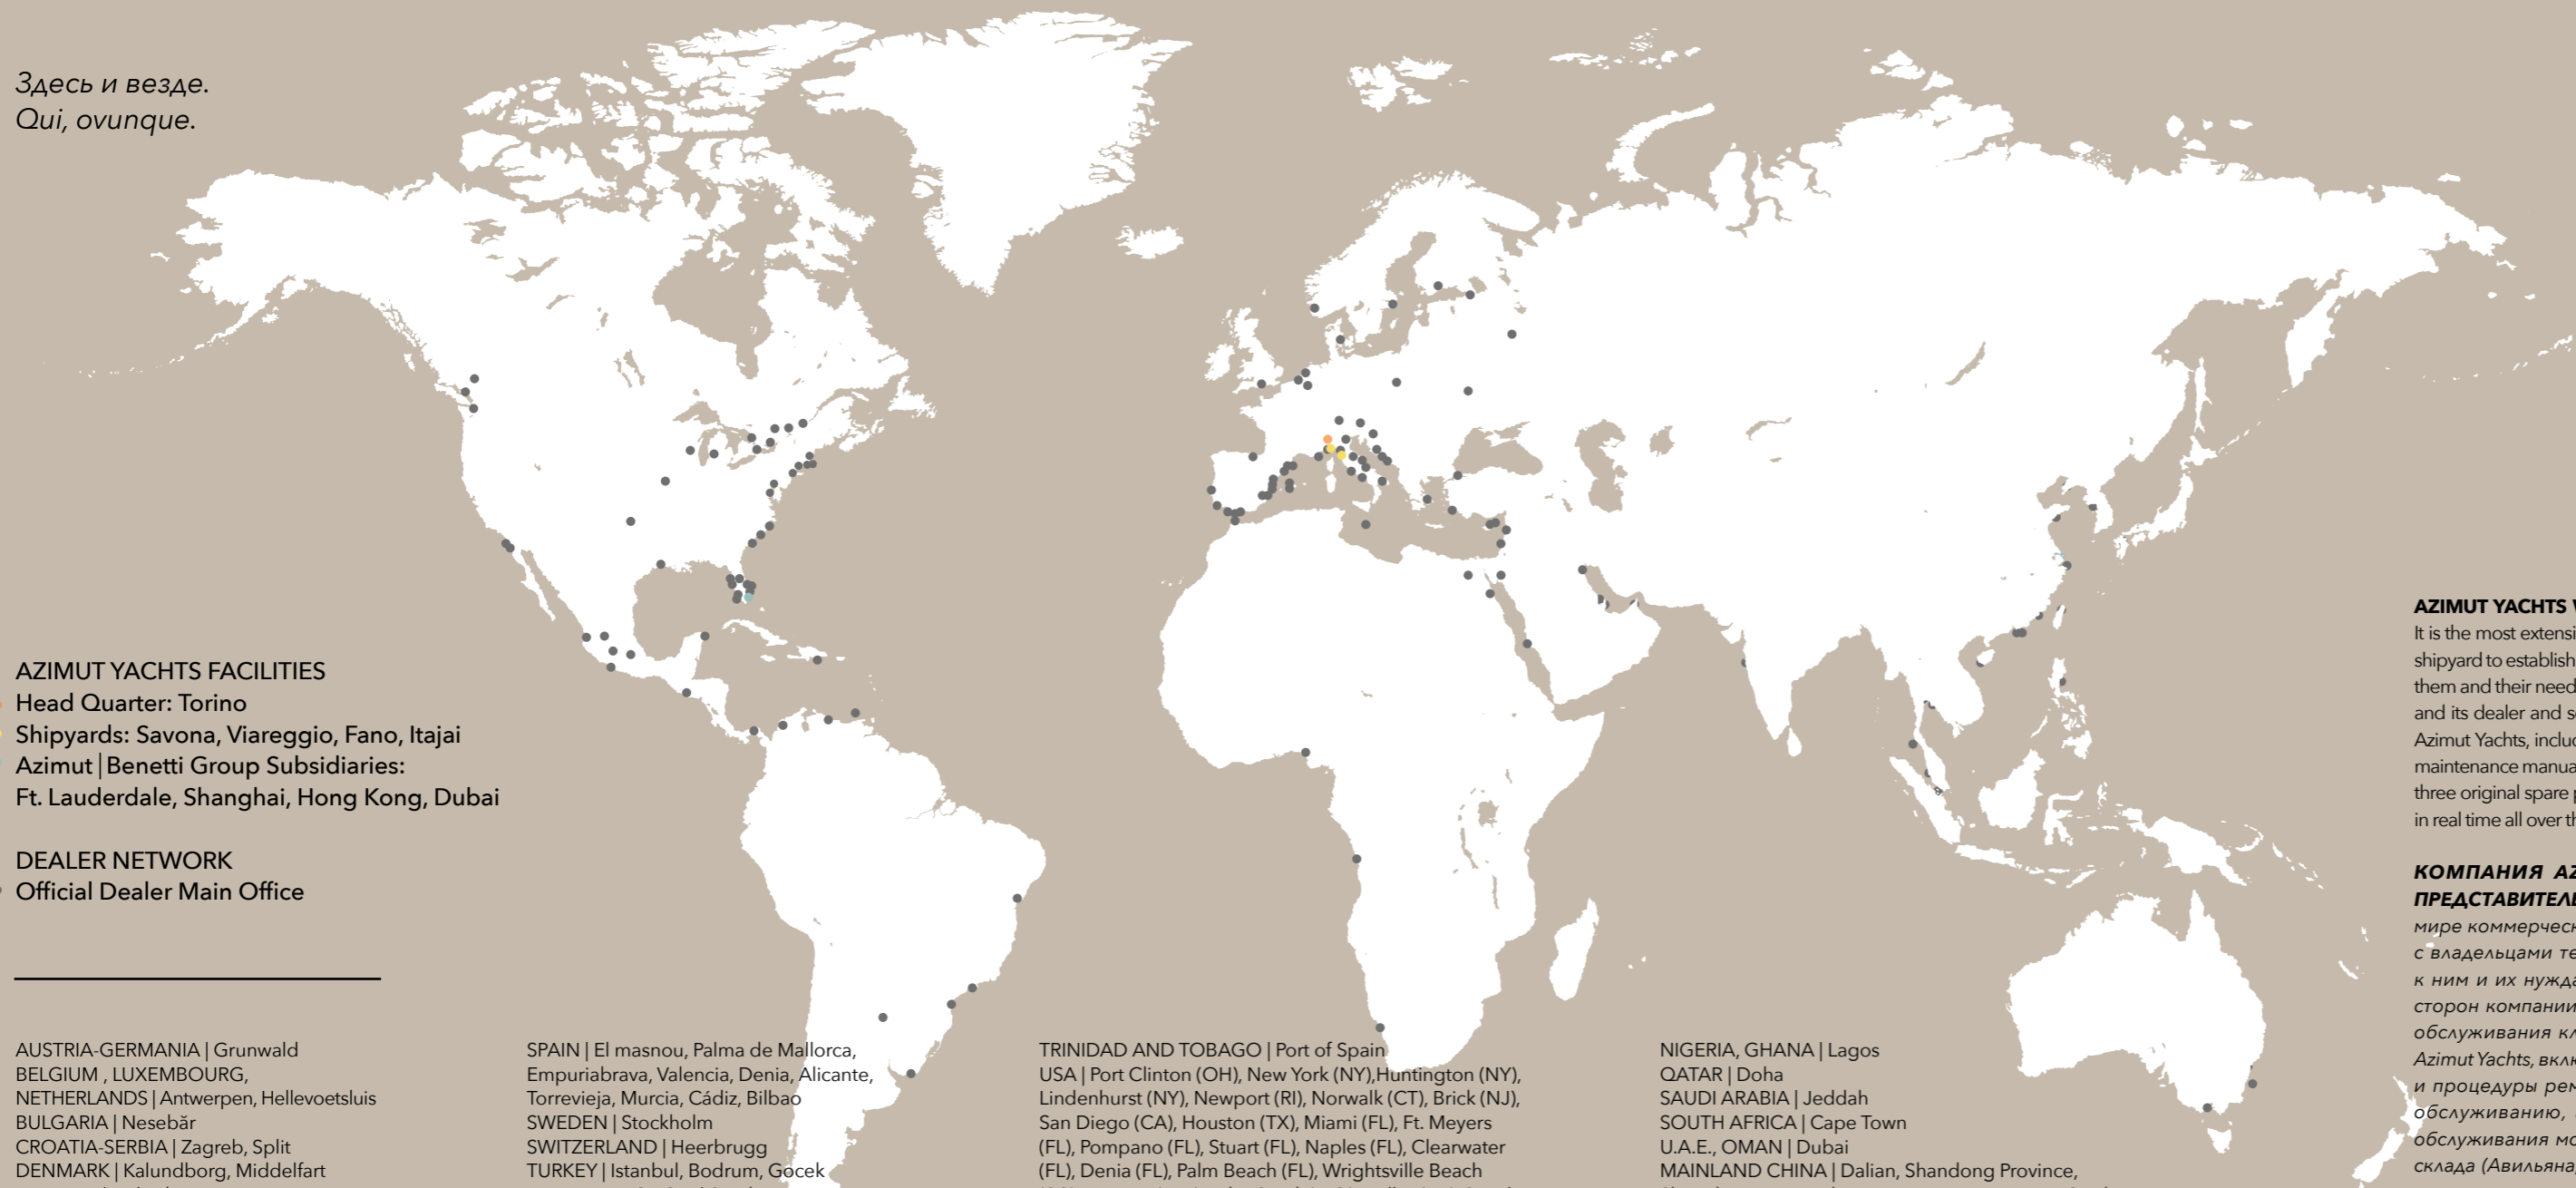 Здесь и везде.
Qui, ovunque.
AZIMUT YACHTS FACILITIES
Head Quarter: Torino
Shipyards: Savona, Viareggio, Fano, Itajai
Azimut|Benetti Group Subsidiaries:
Ft. Lauderdale, Shanghai, Hong Kong, Dubai
DEALER NETWORK
Official Dealer Main Office
AUSTRIA-GERMANIA | Grunwald
BELGIUM , LUXEMBOURG,
NETHERLANDS | Antwerpen, Hellevoetsluis
BULGARIA | Nesebăr
CROATIA-SERBIA | Zagreb, Split
DENMARK | Kalundborg, Middelfart
SPAIN | El masnou, Palma de Mallorca,
Empuriabrava, Valencia, Denia, Alicante,
Torrevieja, Murcia, Cádiz, Bilbao
SWEDEN | Stockholm
SWITZERLAND | Heerbrugg
TURKEY | Istanbul, Bodrum, Göcek
TRINIDAD AND TOBAGO | Port of Spain
USA | Port Clinton (OH), New York (NY),Huntington (NY),
Lindenhurst (NY), Newport (RI), Norwalk (CT), Brick (NJ),
San Diego (CA), Houston (TX), Miami (FL), Ft. Meyers
(FL), Pompano (FL), Stuart (FL), Naples (FL), Clearwater
(FL), Denia (FL), Palm Beach (FL), Wrightsville Beach
NIGERIA, GHANA | Lagos
QATAR | Doha
SAUDI ARABIA | Jeddah
SOUTH AFRICA | Cape Town
U.A.E., OMAN | Dubai
MAINLAND CHINA | Dalian, Shandong Province,
AZIMUT YACHTS
It is the most extensi
shipyard to establish
them and their need
and its dealer and s
Azimut Yachts, inclu
maintenance manua
three original spare
in real time all over th
КОМПАНИЯ AZ
ПРЕДСТАВИТЕЛЬ
мире коммерческ
с владельцами те
к ним и их нужда
сторон компании
обслуживания кл
Azimut Yachts, вклю
и процедуры рем
обслуживанию,
обслуживания мо
склада (Авильяна,